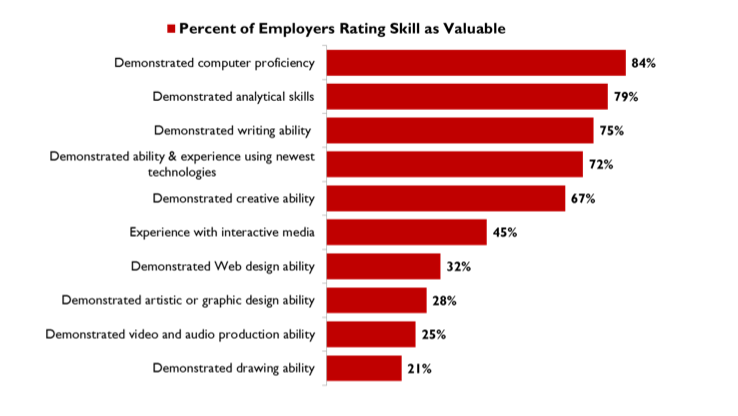 Percent of Employers Rating Skill as Valuable
Demonstrated computer proficiency 84%
Demonstrated analytical skills 79%
Demonstrated writing ability 75%
Demonstrated ability & experience using newest
technologies 72%
Demonstrated creative ability 67%
Experience with interactive media 45%
Demonstrated Web design ability 32%
Demonstrated artistic or graphic design ability 28%
Demonstrated video and audio production ability 25%
Demonstrated drawing ability 21%